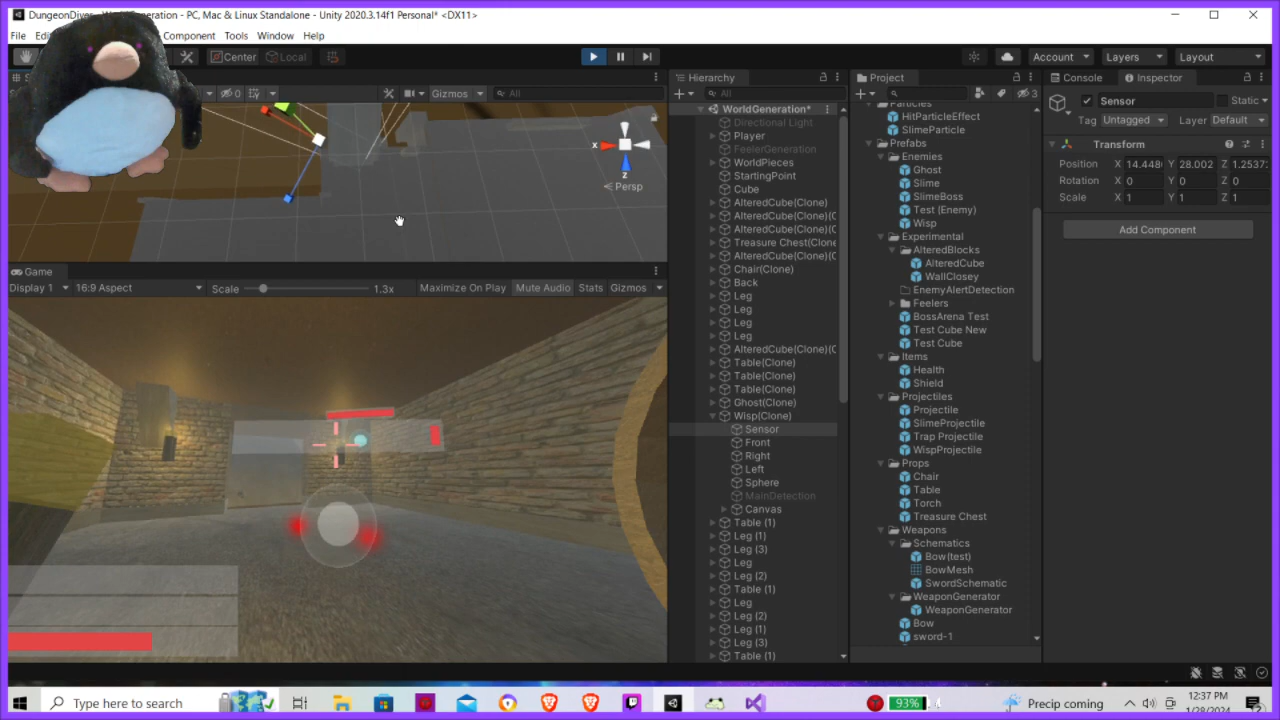 DungeonDiver - WorldGeneration - PC, Mac & Linux Standalone - Unity 2020.3.14f1 Personal* <DX11>
File Component Tools Window Help
Center Local Account Layers Layout
Gizmos All
Persp
Game
Display 1 16:9 Aspect Scale 1.3x Maximize On Play Mute Audio Stats Gizmos
Hierarchy
All
WorldGeneration*
Directional Light
Player
FeelerGeneration
WorldPieces
StartingPoint
Cube
AlteredCube(Clone)
AlteredCube(Clone)(C
AlteredCube(Clone)(C
Treasure Chest(Clone
AlteredCube(Clone)(C
Chair(Clone)
Back
Leg
Leg
Leg
Leg
AlteredCube(Clone)(C
Table(Clone)
Table(Clone)
Table(Clone)
Ghost(Clone)
Wisp(Clone)
Sensor
Front
Right
Left
Sphere
MainDetection
Canvas
Table (1)
Leg (1)
Leg (3)
Leg
Leg (2)
Table (1)
Leg
Leg (2)
Leg (1)
Leg (3)
Table (1)
Project
3
Particles
HitParticleEffect
SlimeParticle
Prefabs
Enemies
Ghost
Slime
SlimeBoss
Test (Enemy)
Wisp
Experimental
AlteredBlocks
AlteredCube
WallClosey
EnemyAlertDetection
Feelers
BossArena Test
Test Cube New
Test Cube
Items
Health
Shield
Projectiles
Projectile
SlimeProjectile
Trap Projectile
WispProjectile
Props
Chair
Table
Torch
Treasure Chest
Weapons
Schematics
Bow(test)
BowMesh
SwordSchematic
WeaponGenerator
WeaponGenerator
Bow
sword-1
Console Inspector
Sensor Static
Tag Untagged Layer Default
Transform
Position X 14.448 Y 28.002 Z 1.2537
Rotation X 0 Y 0 Z 0
Scale X 1 Y 1 Z 1
Add Component
Type here to search 93% Precip coming 12:37 PM
1/28/2024